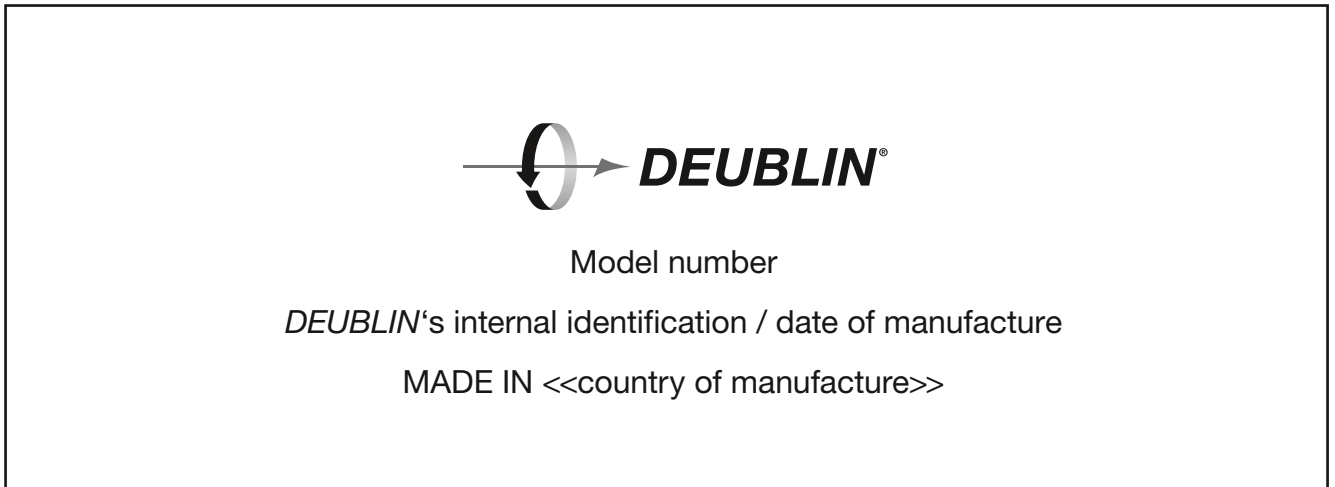 DEUBLIN®
Model number
DEUBLIN‘s internal identification / date of manufacture
MADE IN <<country of manufacture>>